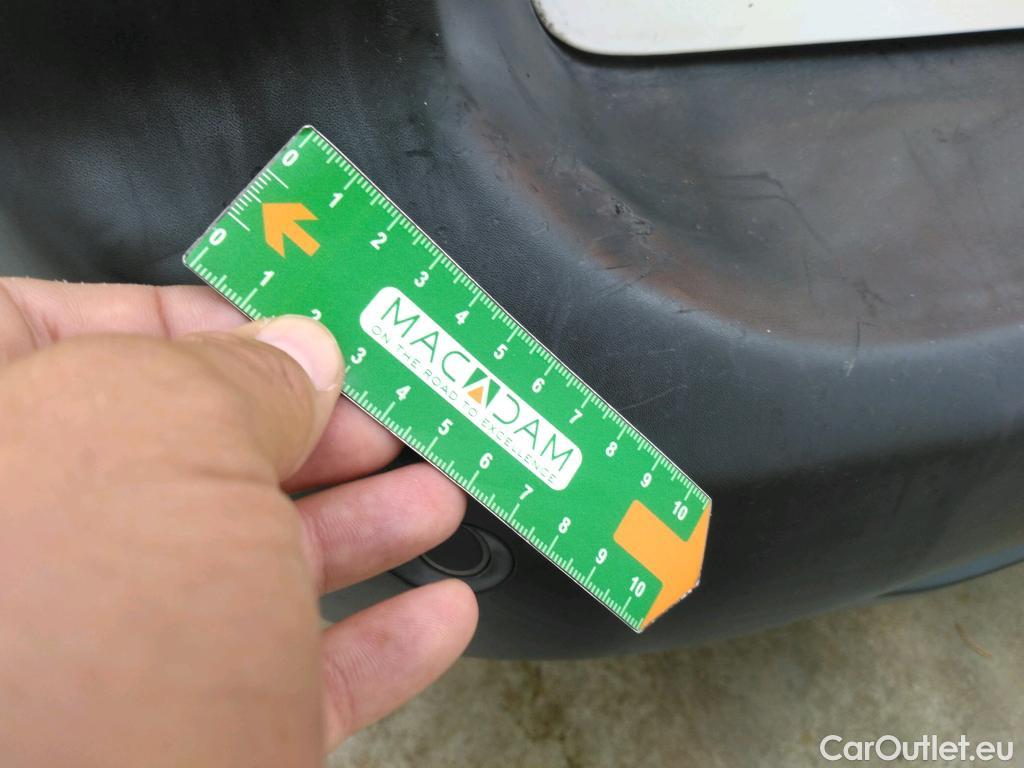 0 1 2 3 4 5 6 7 8 9 10
MACADAM
ON THE ROAD TO EXCELLENCE
0 1 2 3 4 5 6 7 8 9 10
CarOutlet.eu